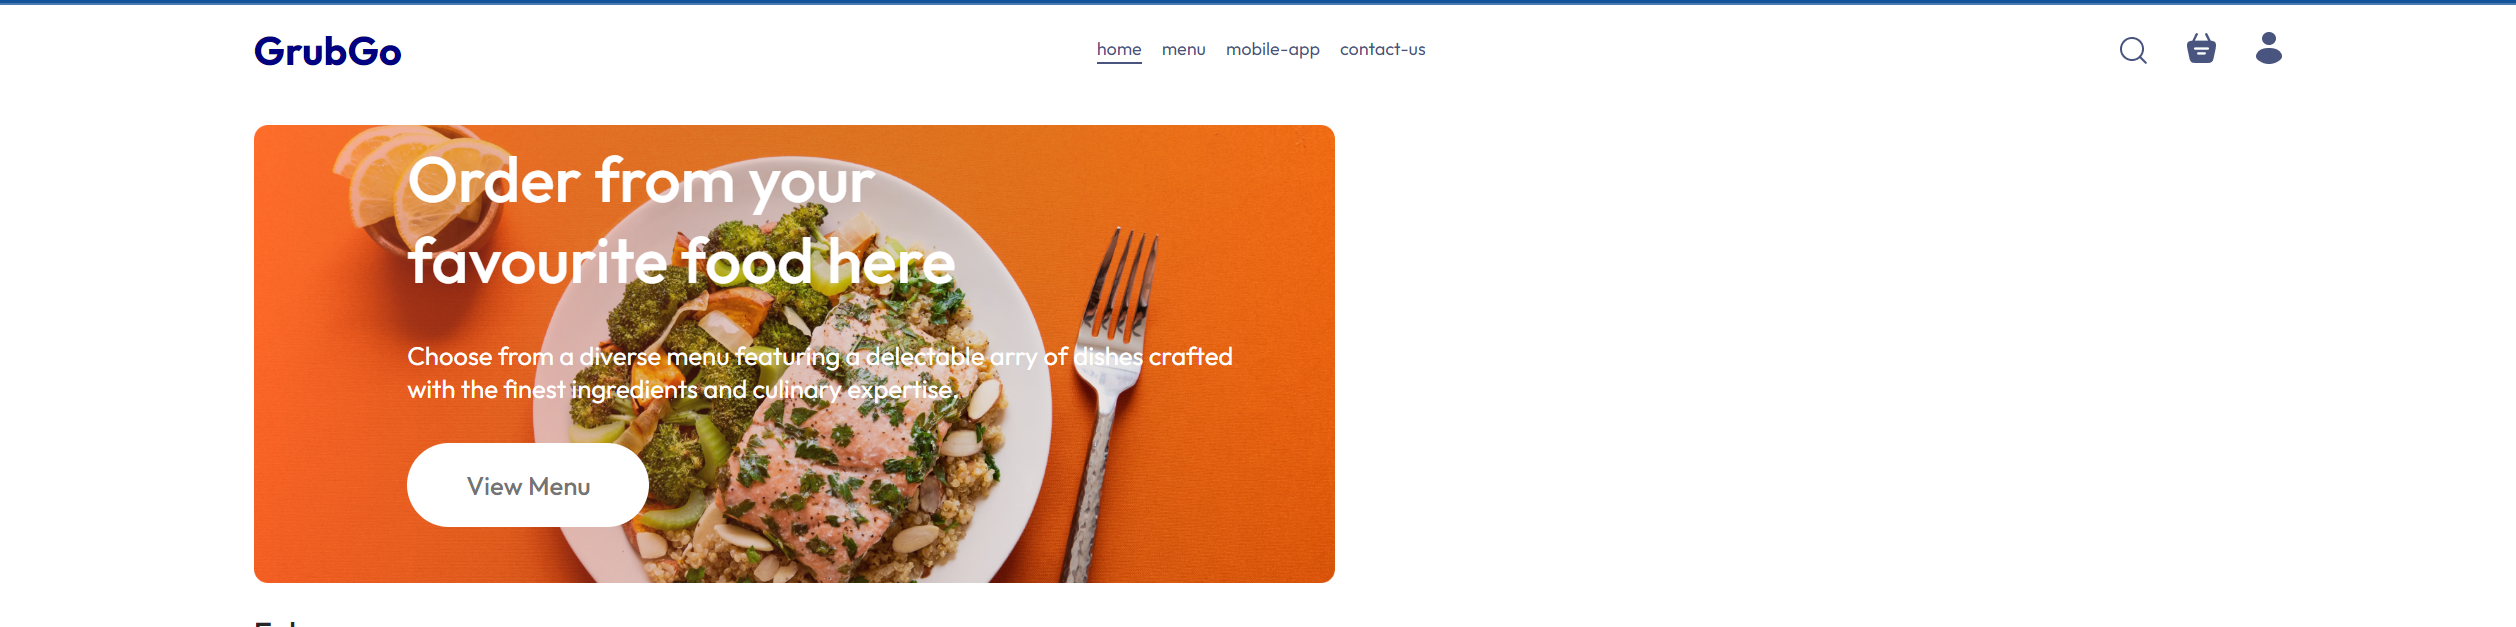 GrubGo
home menu mobile-app contact-us
Order from your
favourite food here
Choose from a diverse menu featuring a delectable arry of dishes crafted
with the finest ingredients and culinary expertise.
View Menu